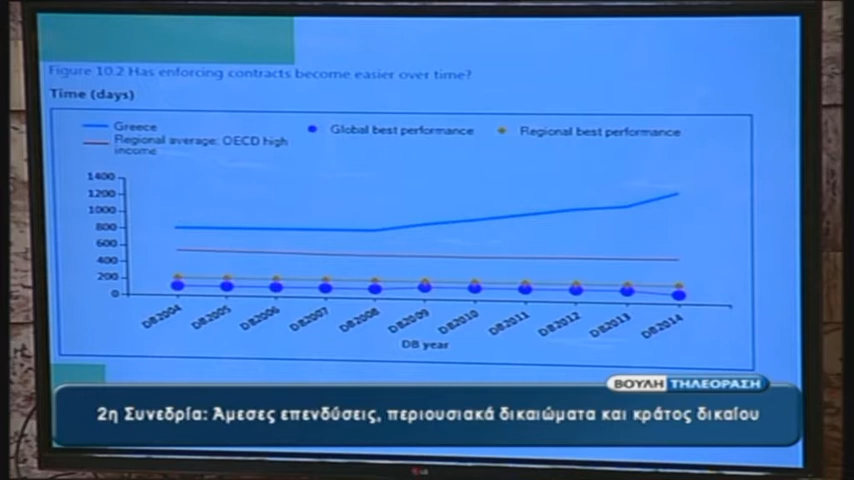 Figure 10.2 Has enforcing contracts become easier over time?
Time (days)
Greece
Global best performance
Regional best performance
Regional average: OECD high
income
1400
1200
1000
800
600
400
200
0
DB2004 DB2005 DB2006 DB2007 DB2008 DB2009 DB2010 DB2011 DB2012 DB2013 DB2014
DB year
ΒΟΥΛΗ ΤΗΛΕΟΡΑΣΗ
2η Συνεδρία: Άμεσες επενδύσεις, περιουσιακά δικαιώματα και κράτος δικαίου
LG